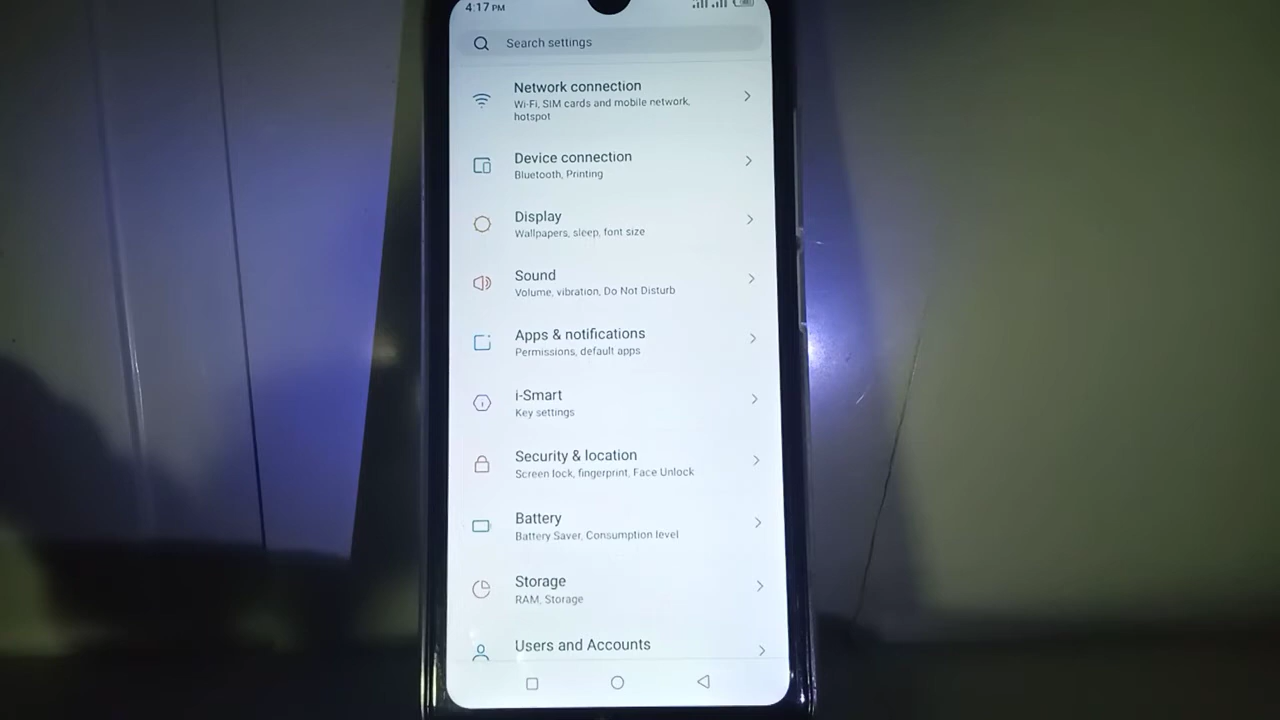 4:17 PM
Search settings
Network connection
Wi-Fi, SIM cards and mobile network,
hotspot
Device connection
Bluetooth, Printing
Display
Wallpapers, sleep, font size
Sound
Volume, vibration, Do Not Disturb
Apps & notifications
Permissions, default apps
i-Smart
Key settings
Security & location
Screen lock, fingerprint, Face Unlock
Battery
Battery Saver, Consumption level
Storage
RAM, Storage
Users and Accounts